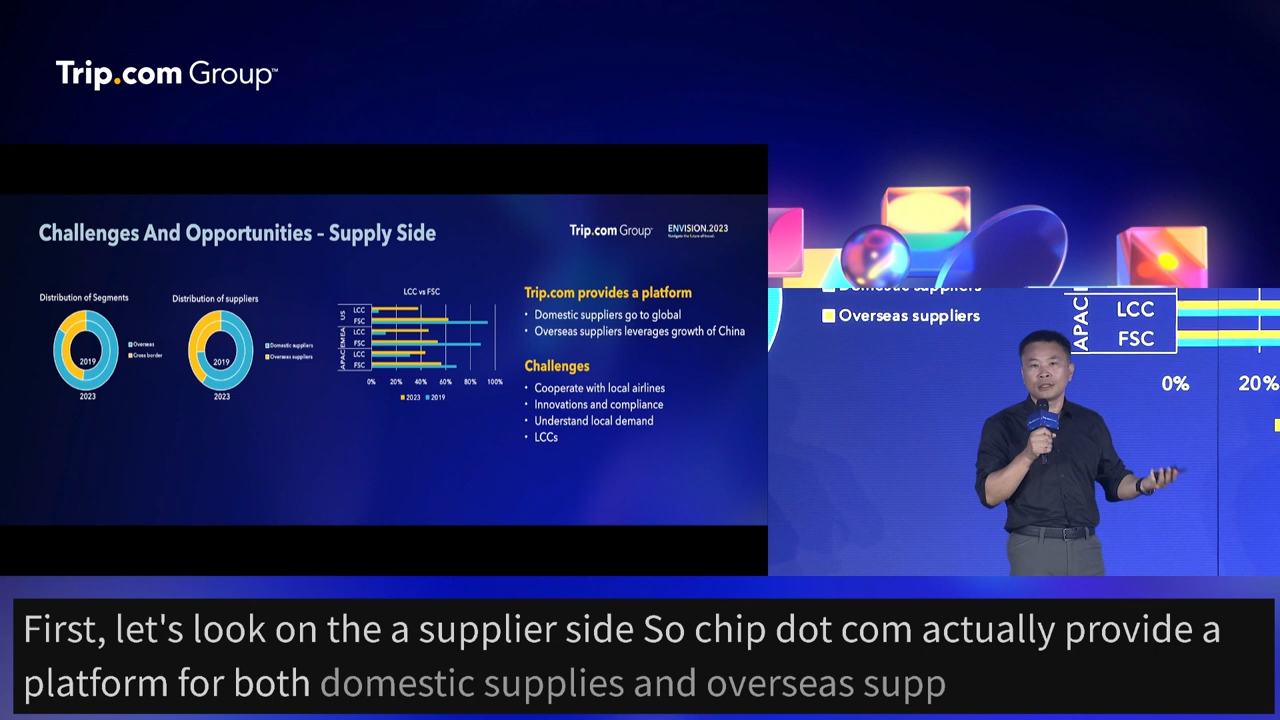 Trip.com Group™
Challenges And Opportunities - Supply Side
Trip.com Group
ENVISION.2023
Distribution of Segments
2019
2023
Overseas
Cross border
Distribution of suppliers
2019
2023
Domestic suppliers
Overseas suppliers
LCC vs FSC
US
LCC
FSC
EMEA
LCC
FSC
APAC
LCC
FSC
0% 20% 40% 60% 80% 100%
2023 2019
Trip.com provides a platform
• Domestic suppliers go to global
• Overseas suppliers leverages growth of China
Challenges
• Cooperate with local airlines
• Innovations and compliance
• Understand local demand
• LCCs
Domestic suppliers
Overseas suppliers
APAC
LCC
FSC
0% 20%
First, let's look on the a supplier side So chip dot com actually provide a
platform for both domestic supplies and overseas supp